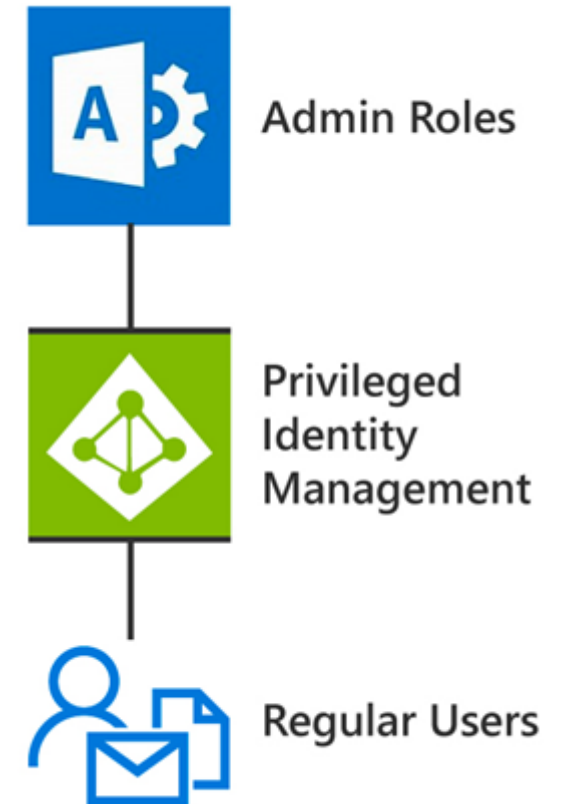 A
Admin Roles
Privileged
Identity
Management
Regular Users